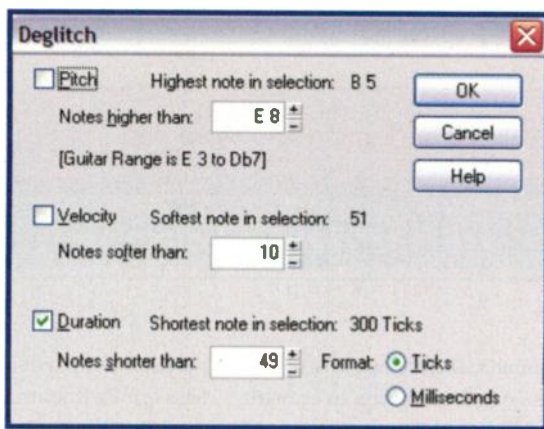 Deglitch
Pitch Highest note in selection: B 5
OK
Notes higher than: E 8
Cancel
[Guitar Range is E 3 to Db7]
Help
Velocity Softest note in selection: 51
Notes softer than: 10
Duration Shortest note in selection: 300 Ticks
Notes shorter than: 49 Format: Ticks
Milliseconds